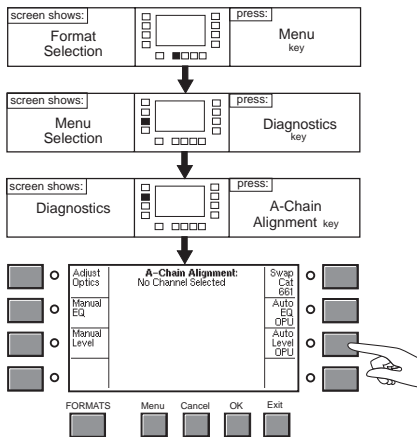 screen shows:
press:
Format
Selection
Menu
key
screen shows:
press:
Menu
Selection
Diagnostics
key
screen shows:
press:
Diagnostics
A-Chain
Alignment key
Adjust
Optics
A-Chain Alignment:
No Channel Selected
Swap
Cat
661
Manual
EQ
Auto
EQ
OPU
Manual
Level
Auto
Level
OPU
FORMATS
Menu
Cancel
OK
Exit